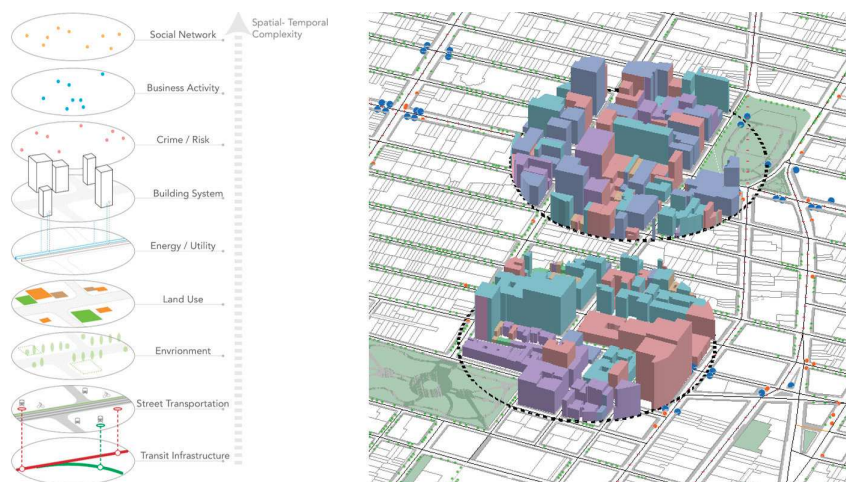 Social Network
Spatial- Temporal
Complexity
Business Activity
Crime / Risk
Building System
Energy / Utility
Land Use
Envrionment
Street Transportation
Transit Infrastructure